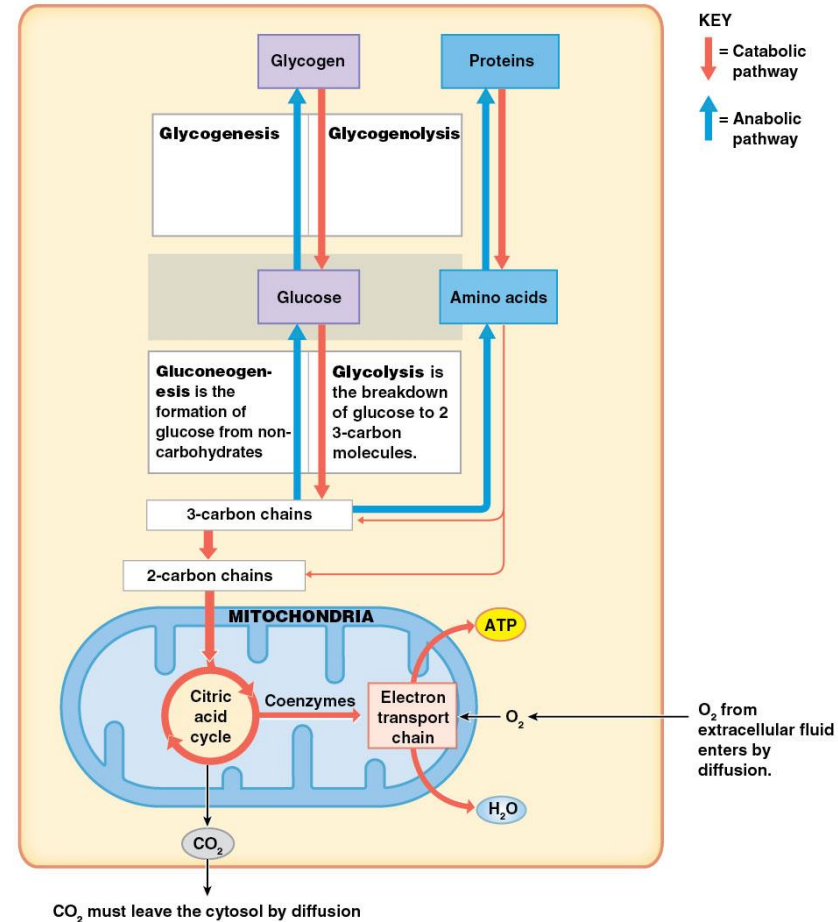 KEY
= Catabolic
pathway
= Anabolic
pathway
Glycogen
Proteins
Glycogenesis
Glycogenolysis
Glucose
Amino acids
Gluconeogen-
esis is the
formation of
glucose from non-
carbohydrates
Glycolysis is
the breakdown
of glucose to 2
3-carbon
molecules.
3-carbon chains
2-carbon chains
MITOCHONDRIA
ATP
Citric
acid
cycle
Coenzymes
Electron
transport
chain
O₂
O₂ from
extracellular fluid
enters by
diffusion.
H₂O
CO₂
CO₂ must leave the cytosol by diffusion